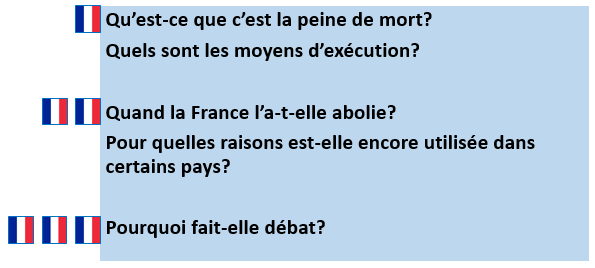 Qu’est-ce que c’est la peine de mort?
Quels sont les moyens d’exécution?
Quand la France l’a-t-elle abolie?
Pour quelles raisons est-elle encore utilisée dans
certains pays?
Pourquoi fait-elle débat?